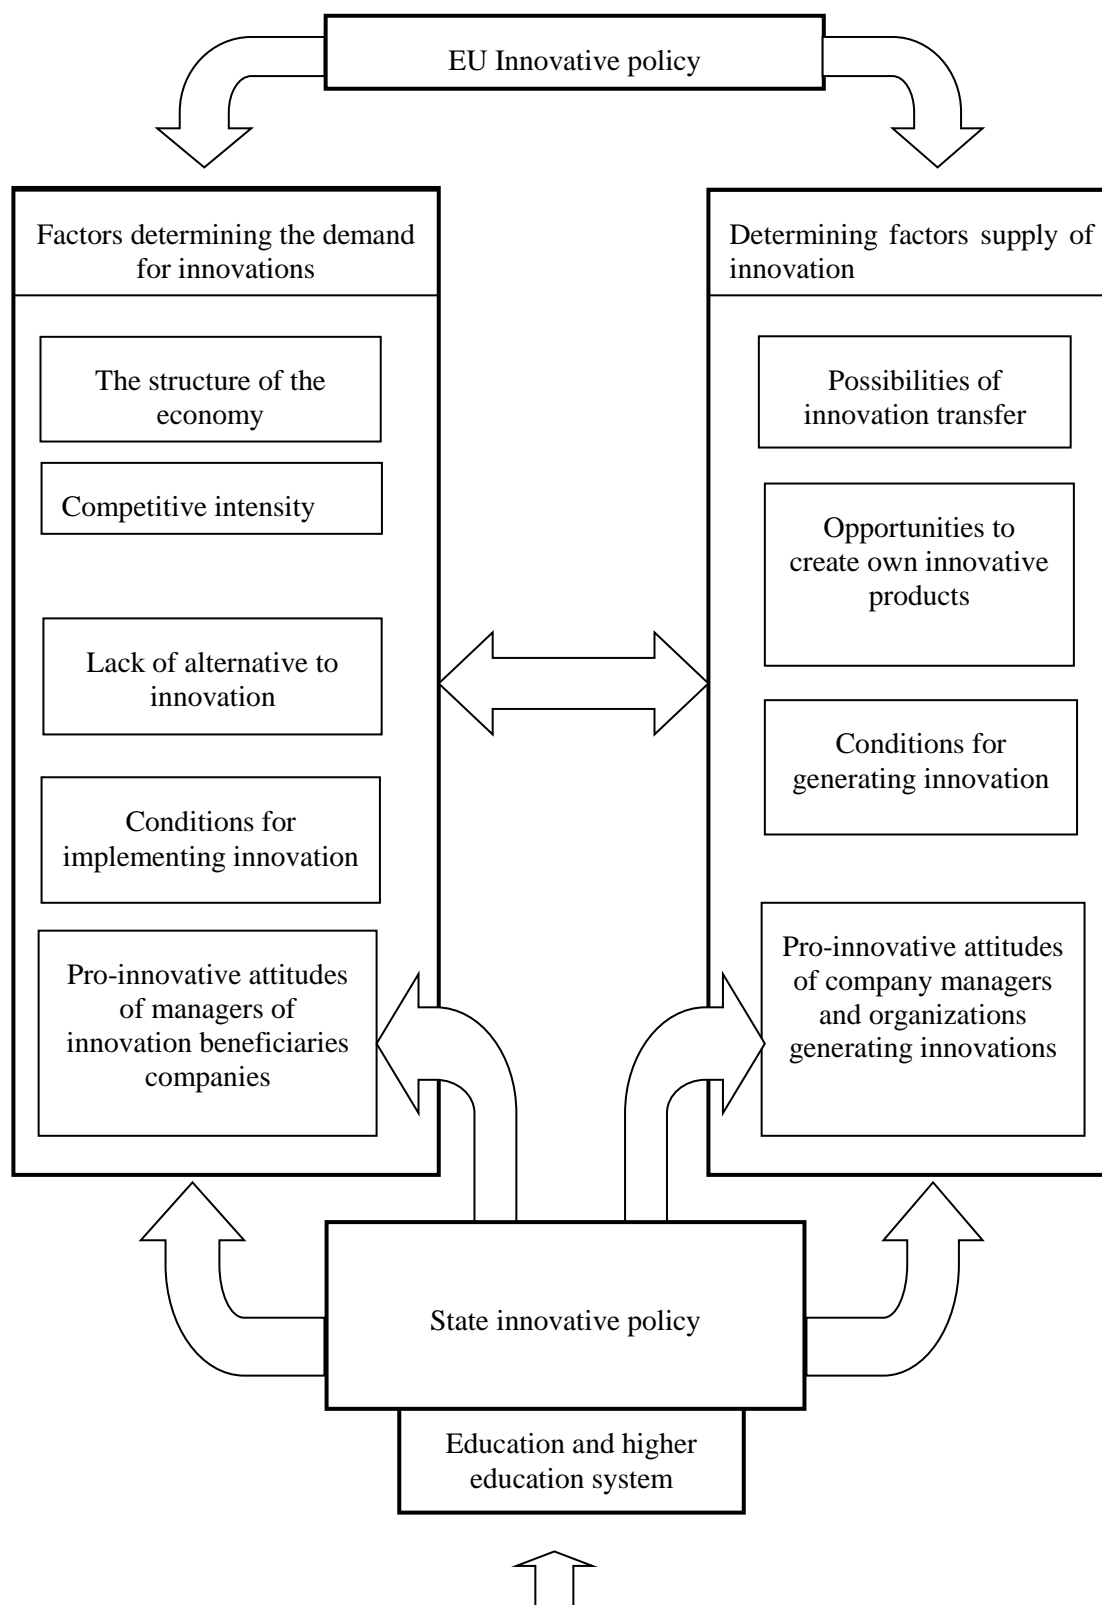 EU Innovative policy
Factors determining the demand
for innovations
The structure of the
economy
Competitive intensity
Lack of alternative to
innovation
Conditions for
implementing innovation
Pro-innovative attitudes
of managers of
innovation beneficiaries
companies
Determining factors supply of
innovation
Possibilities of
innovation transfer
Opportunities to
create own innovative
products
Conditions for
generating innovation
Pro-innovative attitudes
of company managers
and organizations
generating innovations
State innovative policy
Education and higher
education system